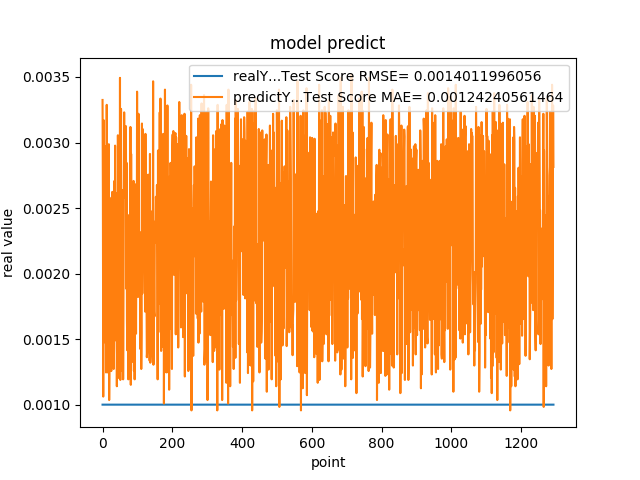 model predict
realY...Test Score RMSE= 0.0014011996056
predictY...Test Score MAE= 0.00124240561464
real value
0.0035
0.0030
0.0025
0.0020
0.0015
0.0010
0 200 400 600 800 1000 1200
point